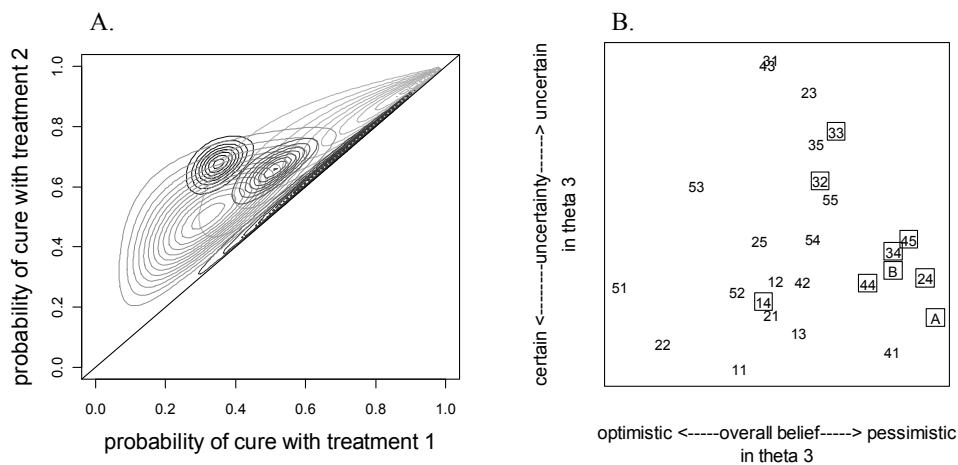 A.
probability of cure with treatment 2
0.0 0.2 0.4 0.6 0.8 1.0
0.0 0.2 0.4 0.6 0.8 1.0
probability of cure with treatment 1
B.
certain <-----uncertainty-----> uncertain
in theta 3
31
43
23
33
35
32
53
55
25
54
45
34
B
24
51
12
42
44
52
14
21
A
13
22
41
11
optimistic <-----overall belief-----> pessimistic
in theta 3